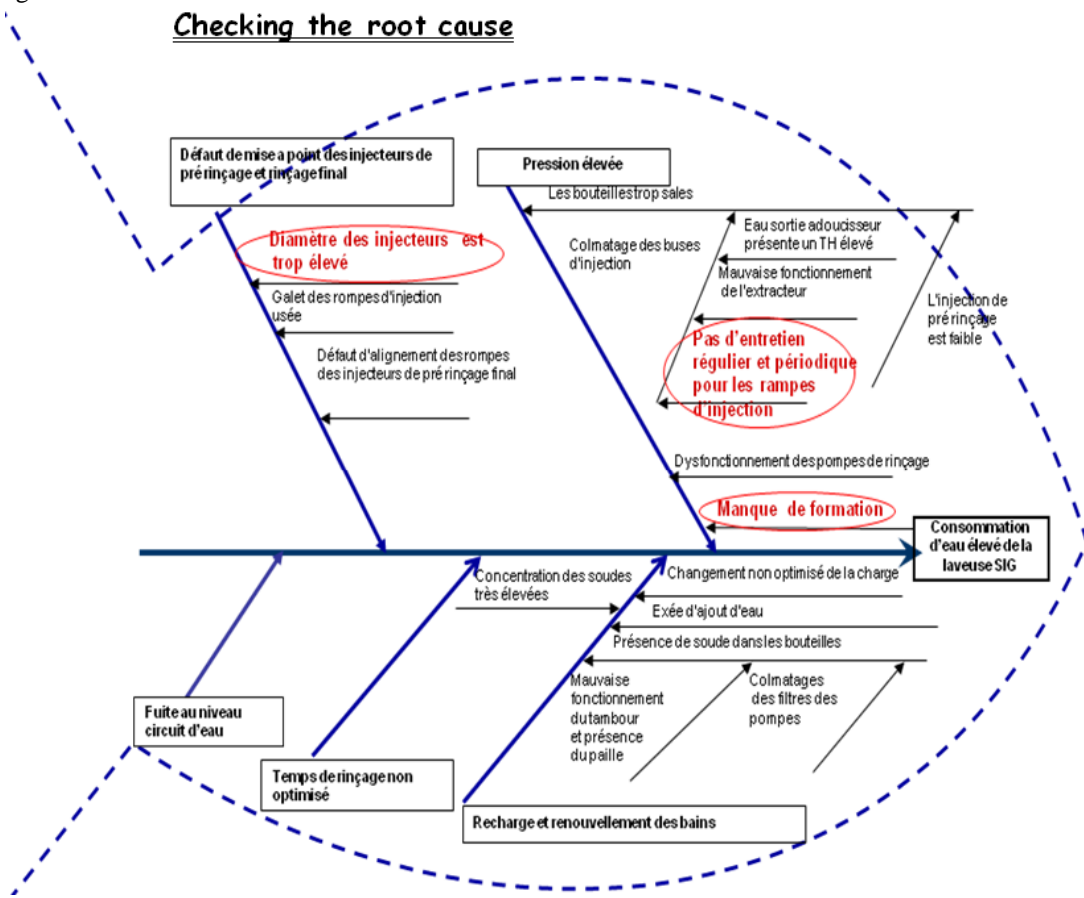 Checking the root cause
Défaut de mise a point des injecteurs de
pré rinçage et rinçage final
Pression élevée
Les bouteilles trop sales
Diamètre des injecteurs est
trop élevé
Galet des rompes d'injection
usée
Défaut d'alignement des rompes
des injecteurs de pré rinçage final
Colmatage des buses
d'injection
Eau sortie adoucisseur
présente un TH élevé
Mauvaise fonctionnement
de l'extracteur
L'injection de
pré rinçage
est faible
Pas d'entretien
régulier et périodique
pour les rampes
d'injection
Dysfonctionnement des pompes de rinçage
Manque de formation
Consommation
d'eau élevé de la
laveuse SIG
Concentration des soudes
très élevées
Changement non optimisé de la charge
Exée d'ajout d'eau
Présence de soude dans les bouteilles
Mauvaise
fonctionnement
du tambour
et présence
du paille
Colmatages
des filtres des
pompes
Fuite au niveau
circuit d'eau
Temps de rinçage non
optimisé
Recharge et renouvellement des bains